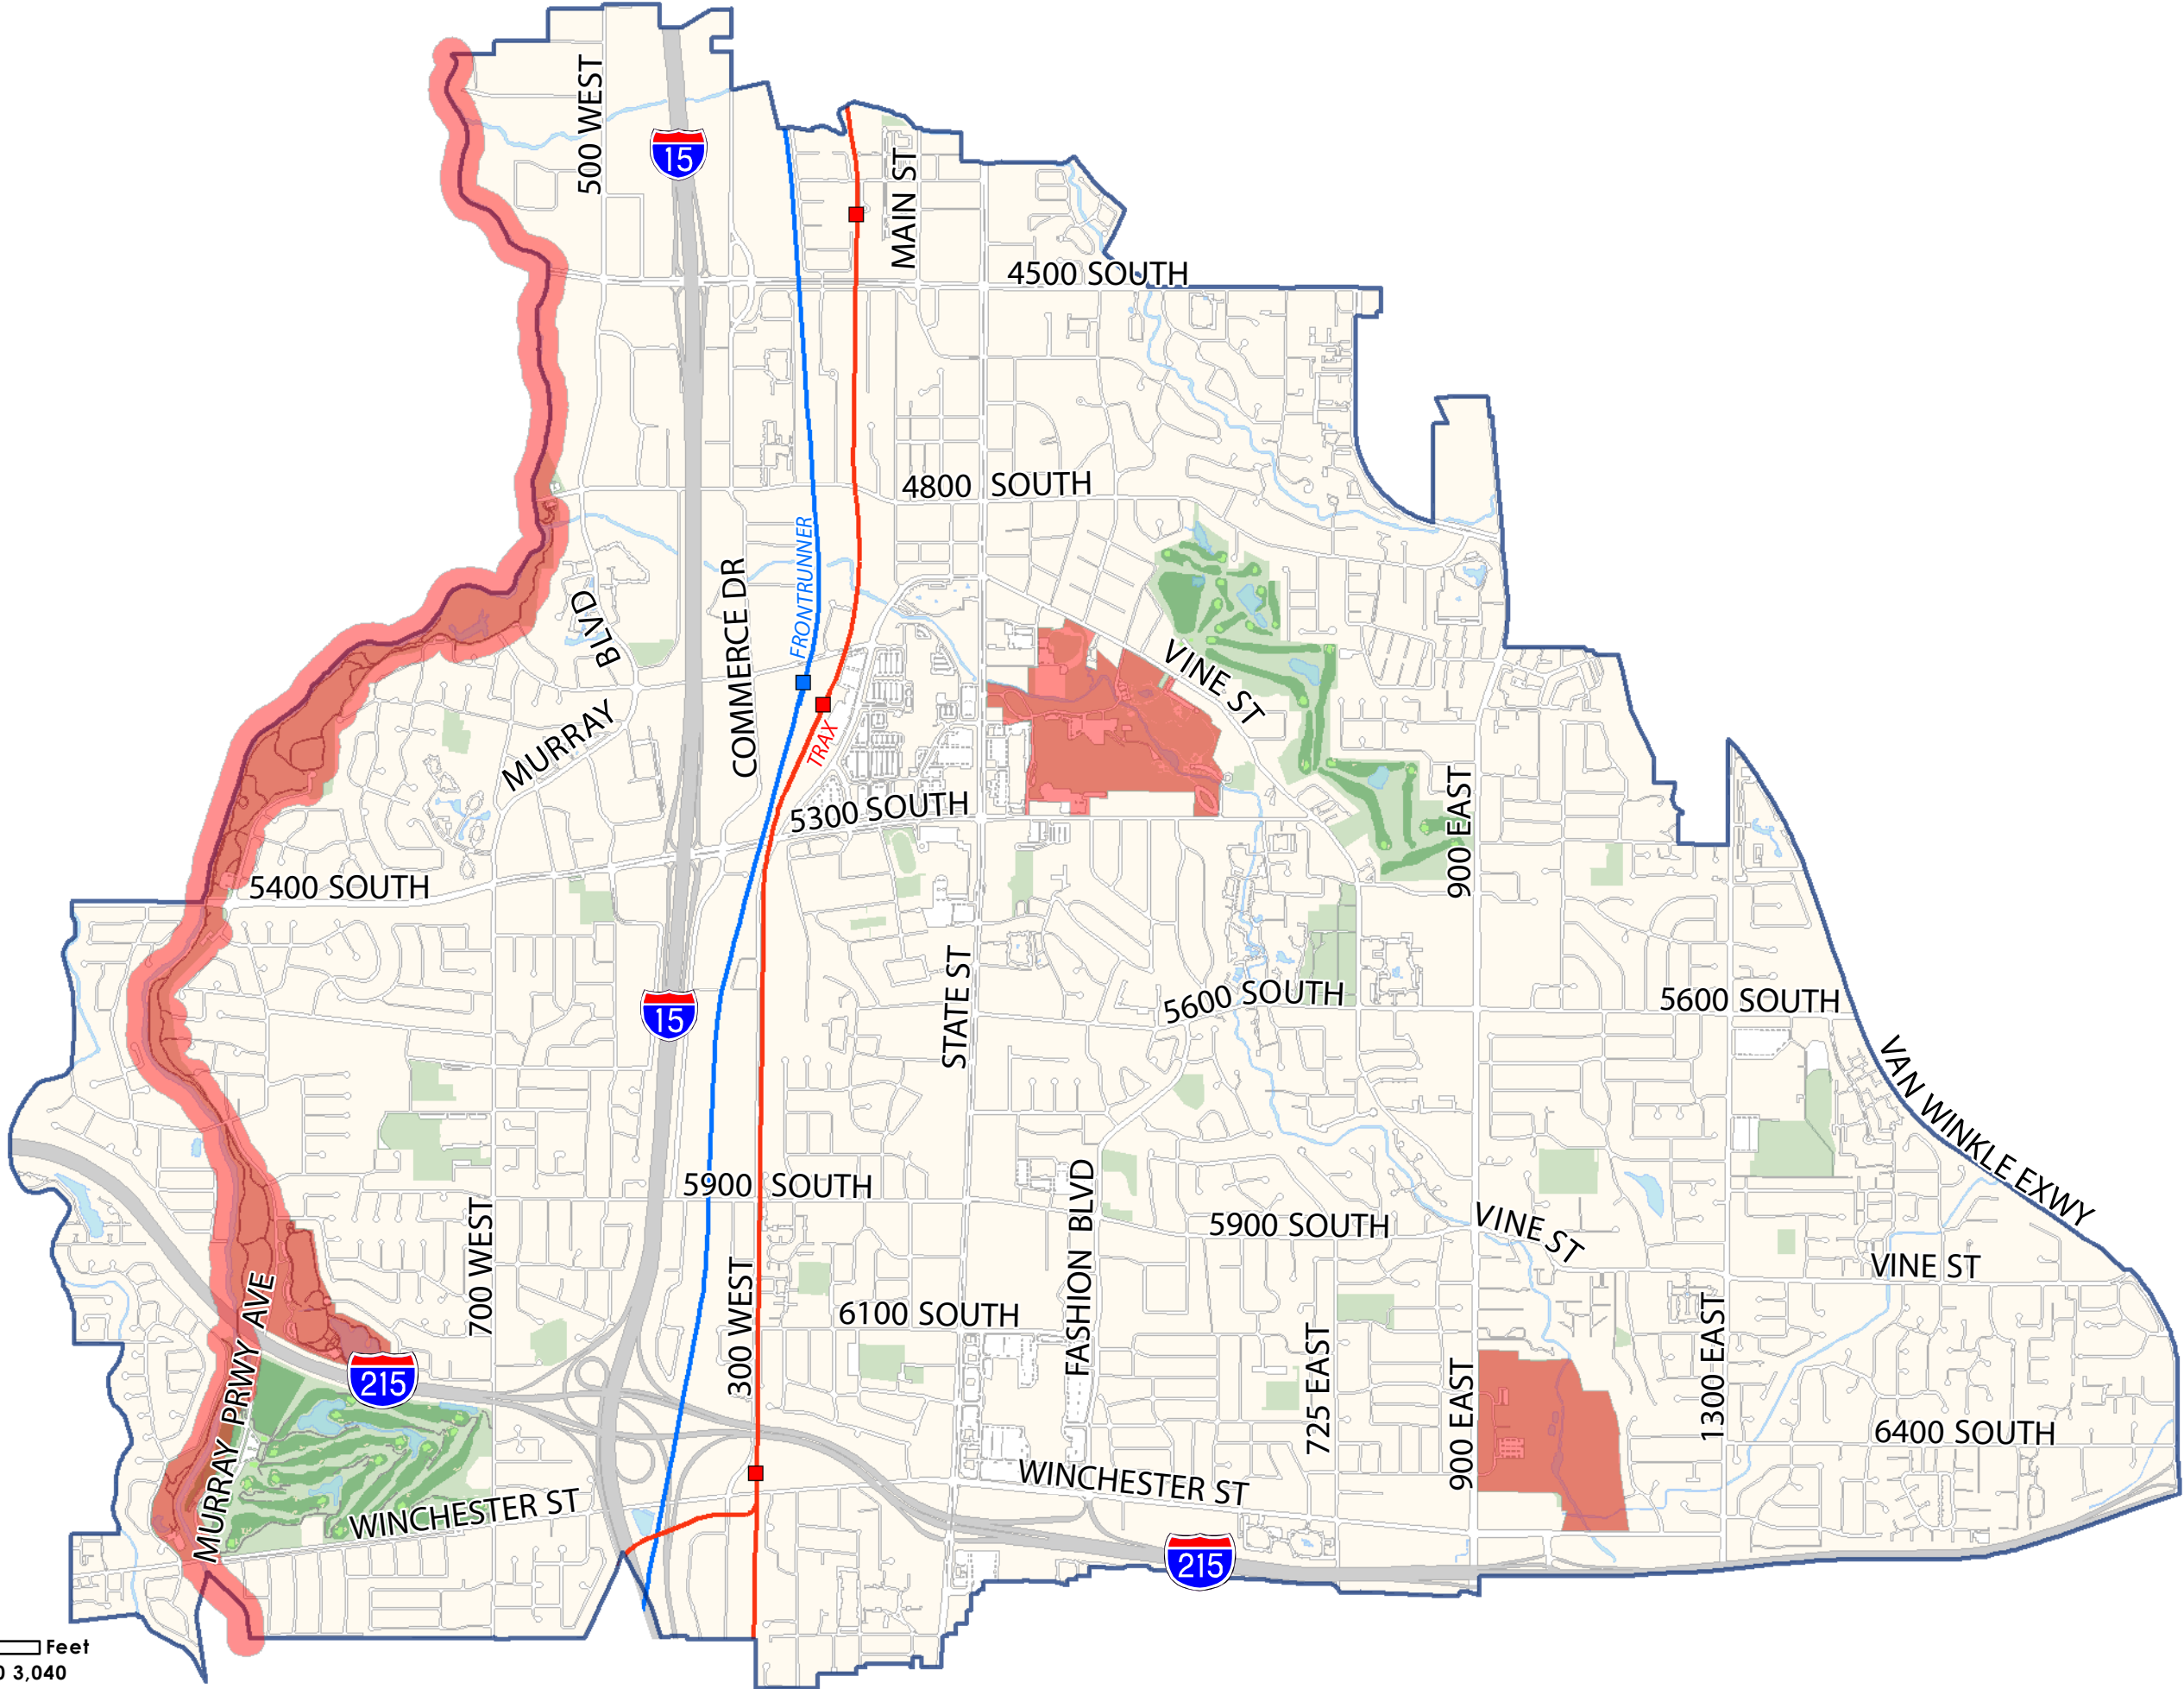 500 WEST
15
MAIN ST
4500 SOUTH
4800 SOUTH
FRONTRUNNER
COMMERCE DR
MURRAY BLVD
TRAX
VINE ST
5300 SOUTH
900 EAST
5400 SOUTH
STATE ST
15
5600 SOUTH
5600 SOUTH
VAN WINKLE EXWY
5900 SOUTH
FASHION BLVD
5900 SOUTH
VINE ST
VINE ST
700 WEST
300 WEST
6100 SOUTH
725 EAST
900 EAST
1300 EAST
MURRAY PRWY AVE
215
6400 SOUTH
WINCHESTER ST
WINCHESTER ST
215
Feet
0 3,040